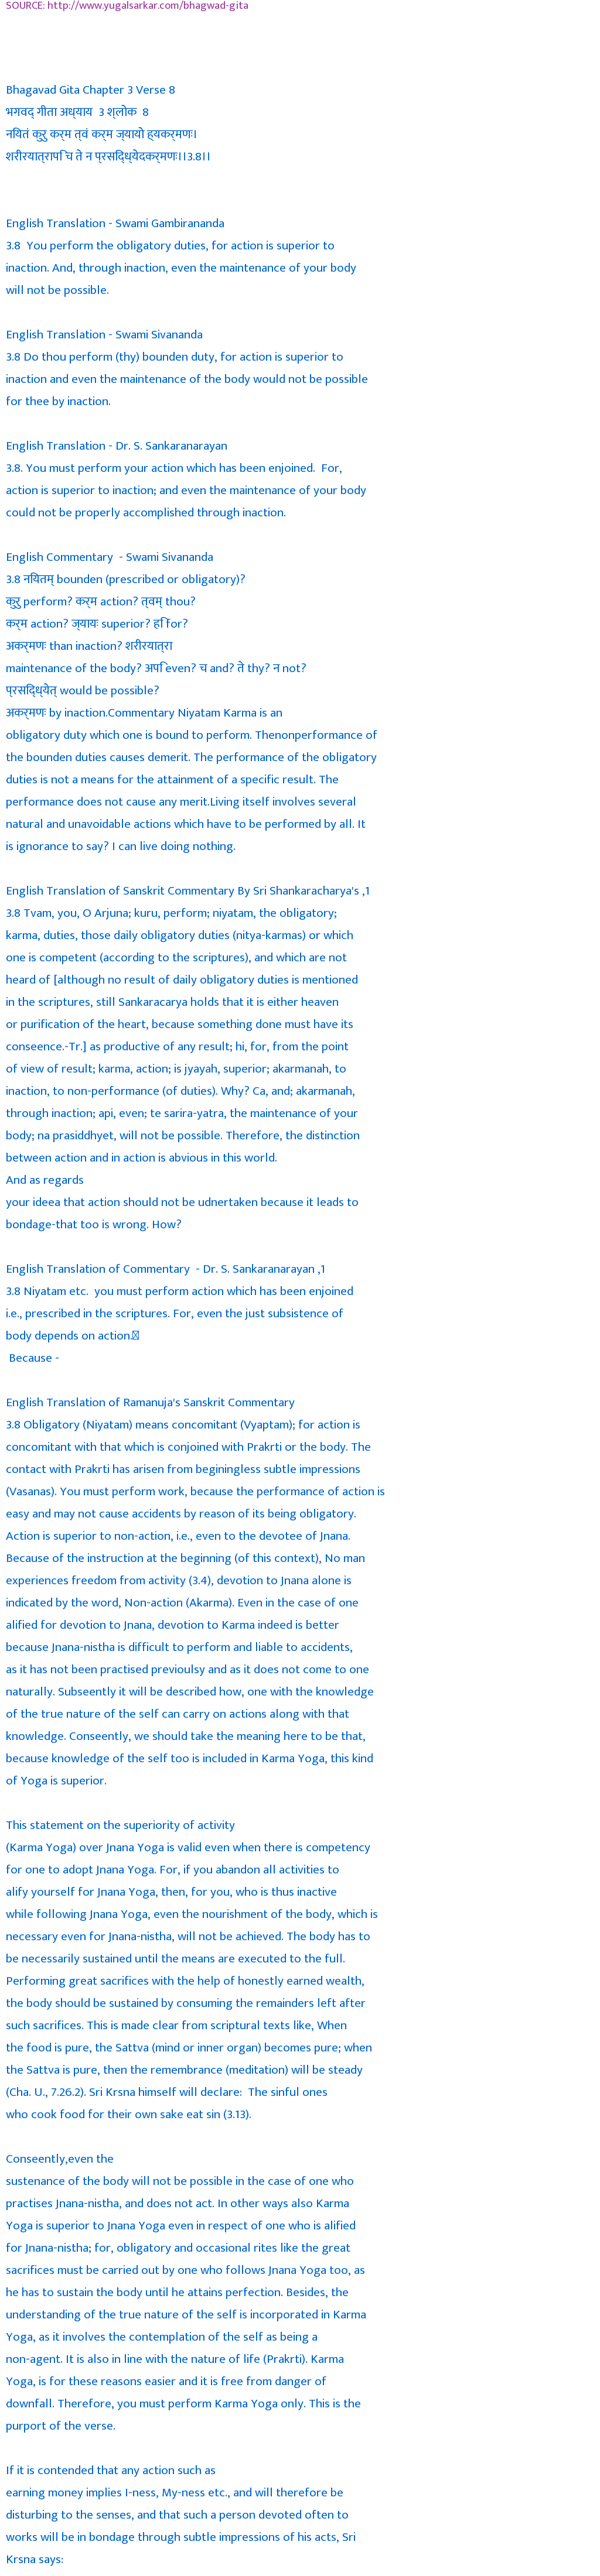 SOURCE: http://www.yugalsarkar.com/bhagwad-gita
Bhagavad Gita Chapter 3 Verse 8
भगवद् गीता अध्याय  3 श्लोक  8
नियतं कुरु कर्म त्वं कर्म ज्यायो ह्यकर्मणः।
शरीरयात्रापि च ते न प्रसिद्ध्येदकर्मणः।।3.8।।
English Translation - Swami Gambirananda
3.8  You perform the obligatory duties, for action is superior to
inaction. And, through inaction, even the maintenance of your body
will not be possible.
English Translation - Swami Sivananda
3.8 Do thou perform (thy) bounden duty, for action is superior to
inaction and even the maintenance of the body would not be possible
for thee by inaction.
English Translation - Dr. S. Sankaranarayan
3.8. You must perform your action which has been enjoined.  For,
action is superior to inaction; and even the maintenance of your body
could not be properly accomplished through inaction.
English Commentary  - Swami Sivananda
3.8 नियतम् bounden (prescribed or obligatory)?
कुरु perform? कर्म action? त्वम् thou?
कर्म action? ज्यायः superior? हि for?
अकर्मणः than inaction? शरीरयात्रा
maintenance of the body? अपि even? च and? ते thy? न not?
प्रसिद्ध्येत् would be possible?
अकर्मणः by inaction.Commentary Niyatam Karma is an
obligatory duty which one is bound to perform. Thenonperformance of
the bounden duties causes demerit. The performance of the obligatory
duties is not a means for the attainment of a specific result. The
performance does not cause any merit.Living itself involves several
natural and unavoidable actions which have to be performed by all. It
is ignorance to say? I can live doing nothing.
English Translation of Sanskrit Commentary By Sri Shankaracharya's ,1
3.8 Tvam, you, O Arjuna; kuru, perform; niyatam, the obligatory;
karma, duties, those daily obligatory duties (nitya-karmas) or which
one is competent (according to the scriptures), and which are not
heard of [although no result of daily obligatory duties is mentioned
in the scriptures, still Sankaracarya holds that it is either heaven
or purification of the heart, because something done must have its
conseence.-Tr.] as productive of any result; hi, for, from the point
of view of result; karma, action; is jyayah, superior; akarmanah, to
inaction, to non-performance (of duties). Why? Ca, and; akarmanah,
through inaction; api, even; te sarira-yatra, the maintenance of your
body; na prasiddhyet, will not be possible. Therefore, the distinction
between action and in action is abvious in this world.
And as regards
your ideea that action should not be udnertaken because it leads to
bondage-that too is wrong. How?
English Translation of Commentary  - Dr. S. Sankaranarayan ,1
3.8 Niyatam etc.  you must perform action which has been enjoined
i.e., prescribed in the scriptures. For, even the just subsistence of
body depends on action.
Because -
English Translation of Ramanuja's Sanskrit Commentary
3.8 Obligatory (Niyatam) means concomitant (Vyaptam); for action is
concomitant with that which is conjoined with Prakrti or the body. The
contact with Prakrti has arisen from beginingless subtle impressions
(Vasanas). You must perform work, because the performance of action is
easy and may not cause accidents by reason of its being obligatory.
Action is superior to non-action, i.e., even to the devotee of Jnana.
Because of the instruction at the beginning (of this context), No man
experiences freedom from activity (3.4), devotion to Jnana alone is
indicated by the word, Non-action (Akarma). Even in the case of one
alified for devotion to Jnana, devotion to Karma indeed is better
because Jnana-nistha is difficult to perform and liable to accidents,
as it has not been practised previoulsy and as it does not come to one
naturally. Subseently it will be described how, one with the knowledge
of the true nature of the self can carry on actions along with that
knowledge. Conseently, we should take the meaning here to be that,
because knowledge of the self too is included in Karma Yoga, this kind
of Yoga is superior.
This statement on the superiority of activity
(Karma Yoga) over Jnana Yoga is valid even when there is competency
for one to adopt Jnana Yoga. For, if you abandon all activities to
alify yourself for Jnana Yoga, then, for you, who is thus inactive
while following Jnana Yoga, even the nourishment of the body, which is
necessary even for Jnana-nistha, will not be achieved. The body has to
be necessarily sustained until the means are executed to the full.
Performing great sacrifices with the help of honestly earned wealth,
the body should be sustained by consuming the remainders left after
such sacrifices. This is made clear from scriptural texts like, When
the food is pure, the Sattva (mind or inner organ) becomes pure; when
the Sattva is pure, then the remembrance (meditation) will be steady
(Cha. U., 7.26.2). Sri Krsna himself will declare:  The sinful ones
who cook food for their own sake eat sin (3.13).
Conseently,even the
sustenance of the body will not be possible in the case of one who
practises Jnana-nistha, and does not act. In other ways also Karma
Yoga is superior to Jnana Yoga even in respect of one who is alified
for Jnana-nistha; for, obligatory and occasional rites like the great
sacrifices must be carried out by one who follows Jnana Yoga too, as
he has to sustain the body until he attains perfection. Besides, the
understanding of the true nature of the self is incorporated in Karma
Yoga, as it involves the contemplation of the self as being a
non-agent. It is also in line with the nature of life (Prakrti). Karma
Yoga, is for these reasons easier and it is free from danger of
downfall. Therefore, you must perform Karma Yoga only. This is the
purport of the verse.
If it is contended that any action such as
earning money implies I-ness, My-ness etc., and will therefore be
disturbing to the senses, and that such a person devoted often to
works will be in bondage through subtle impressions of his acts, Sri
Krsna says: